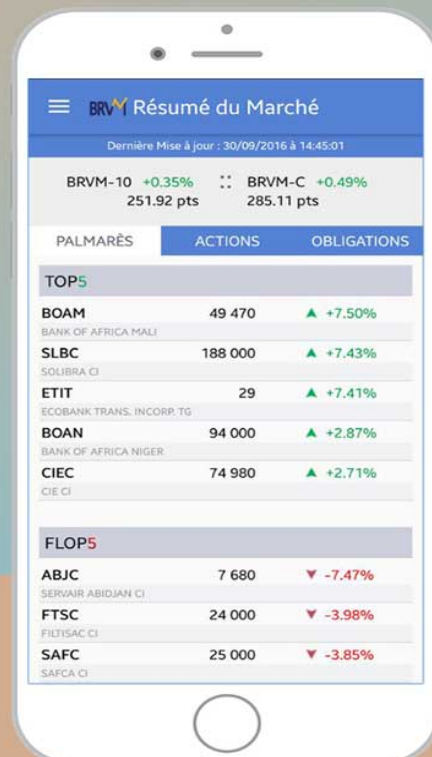 BRVM Résumé du Marché
Dernière Mise à jour : 30/09/2016 à 14:45:01
BRVM-10 +0.35% :: BRVM-C +0.49%
251.92 pts 285.11 pts
PALMARÈS ACTIONS OBLIGATIONS
TOP5
BOAM 49 470 ▲ +7.50%
BANK OF AFRICA MALI
SLBC 188 000 ▲ +7.43%
SOLIBRA CI
ETIT 29 ▲ +7.41%
ECOBANK TRANS. INCORP. TG
BOAN 94 000 ▲ +2.87%
BANK OF AFRICA NIGER
CIEC 74 980 ▲ +2.71%
CIE CI
FLOP5
ABJC 7 680 ▼ -7.47%
SERVAIR ABIDJAN CI
FTSC 24 000 ▼ -3.98%
FILTISAC CI
SAFC 25 000 ▼ -3.85%
SAFCA CI